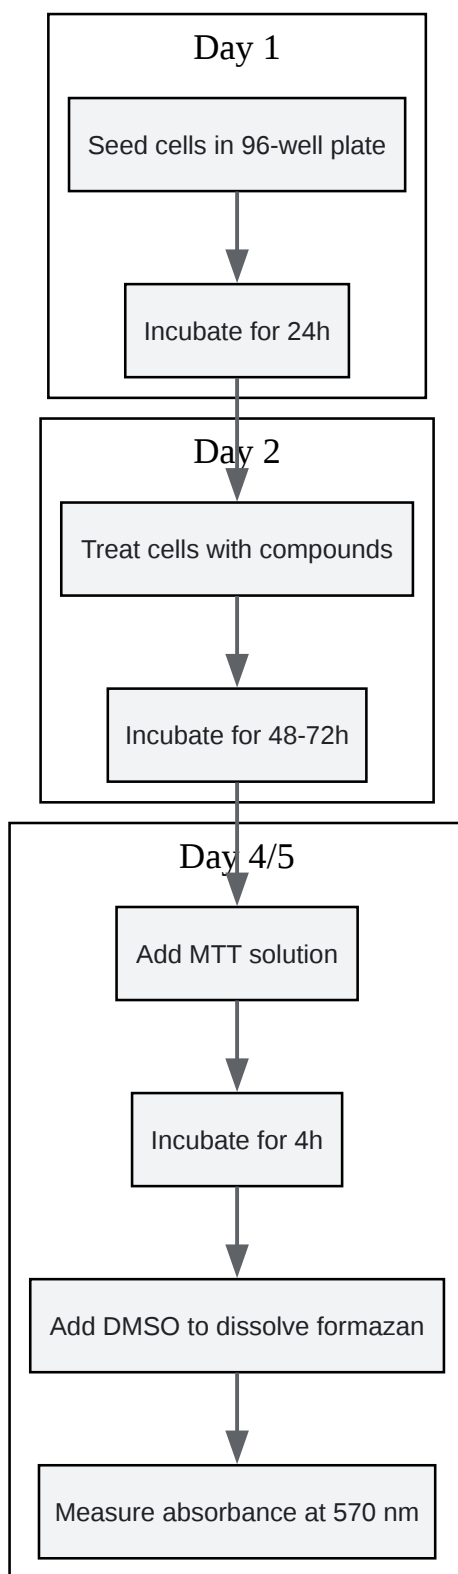 Day 1
Seed cells in 96-well plate
Incubate for 24h
Day 2
Treat cells with compounds
Incubate for 48-72h
Day 4/5
Add MTT solution
Incubate for 4h
Add DMSO to dissolve formazan
Measure absorbance at 570 nm